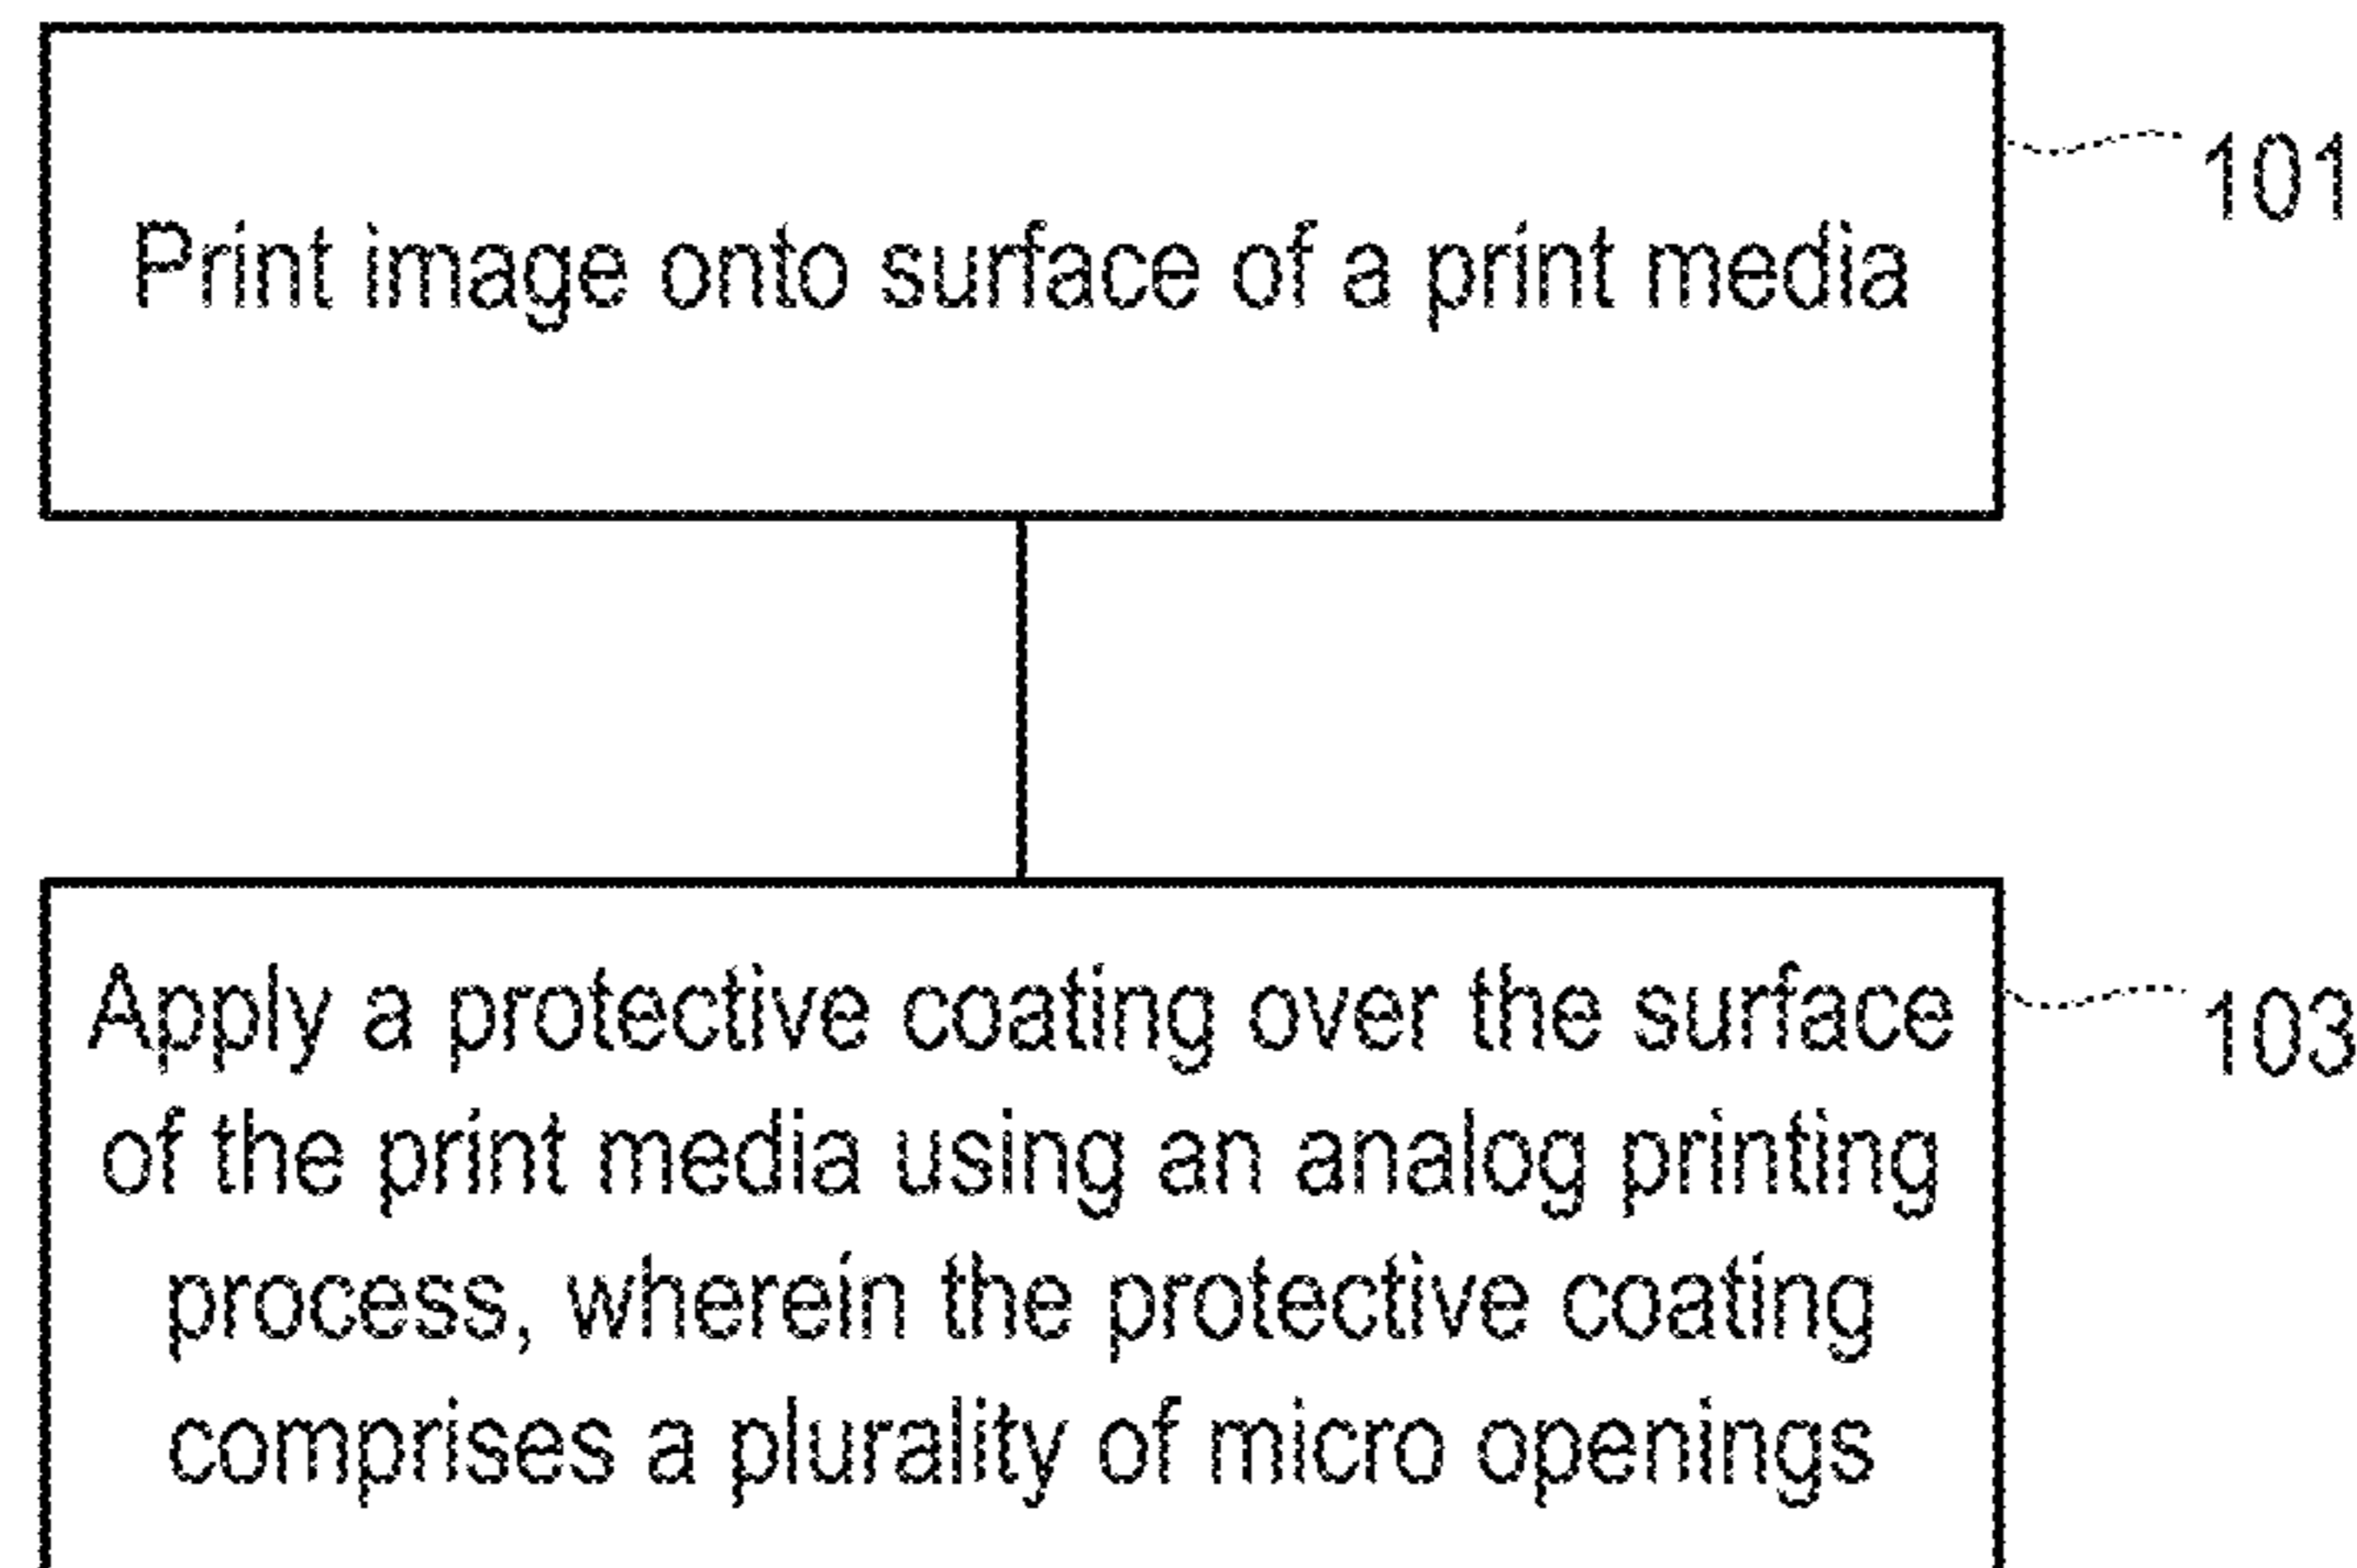 Print image onto surface of a print media
101
Apply a protective coating over the surface
103
of the print media using an analog printing
process, wherein the protective coating
comprises a plurality of micro openings